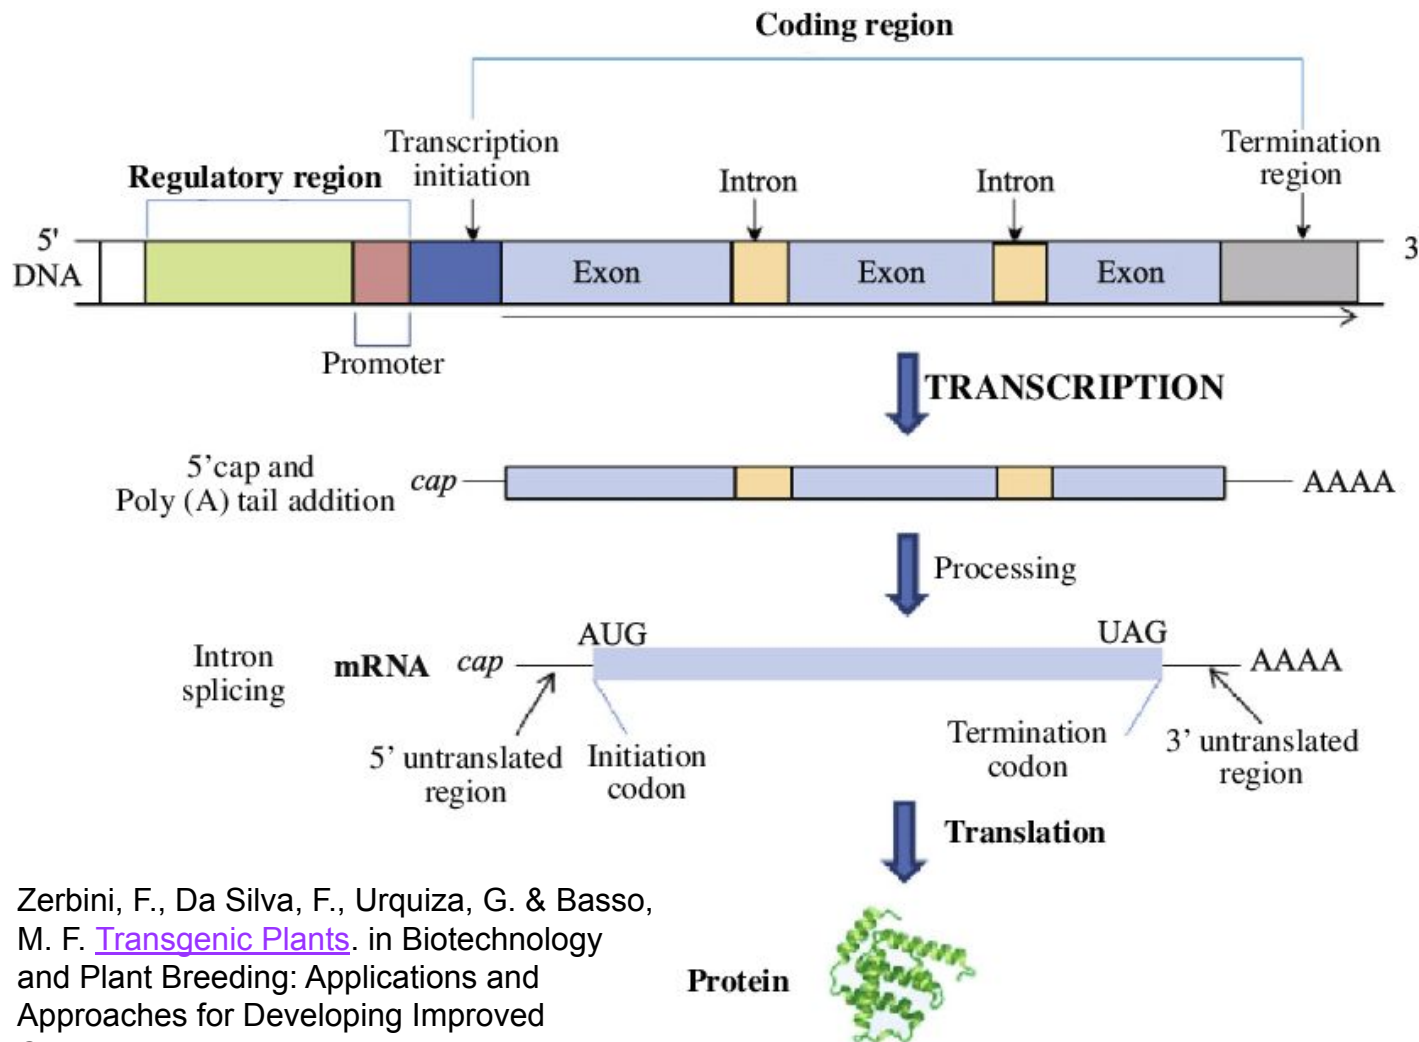 Coding region
Transcription
initiation
Termination
region
Regulatory region
Intron
Intron
5'
DNA
Exon
Exon
Exon
3
Promoter
TRANSCRIPTION
5’cap and
Poly (A) tail addition
cap
AAAA
Processing
AUG
UAG
Intron
splicing
mRNA
cap
AAAA
5’ untranslated
region
Initiation
codon
Termination
codon
3’ untranslated
region
Translation
Protein
Zerbini, F., Da Silva, F., Urquiza, G. & Basso,
M. F. Transgenic Plants. in Biotechnology
and Plant Breeding: Applications and
Approaches for Developing Improved